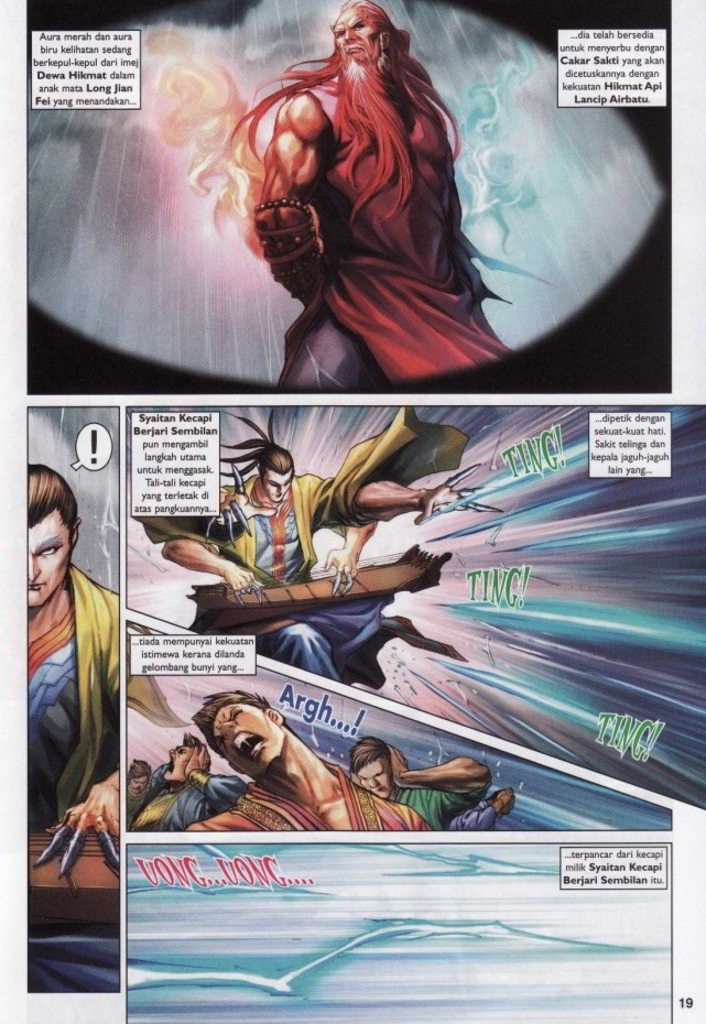 Aura merah dan aura
biru kelihatan sedang
berkepul-kepul dari imej
Dewa Hikmat dalam
anak mata Long Jian
Fei yang menandakan...
...dia telah bersedia
untuk menyerbu dengan
Cakar Sakti yang akan
dicetuskannya dengan
kekuatan Hikmat Api
Lancip Airbatu.
!
Syaitan Kecapi
Berjari Sembilan
pun mengambil
langkah utama
untuk menggasak.
Tali-tali kecapi
yang terletak di
atas pangkuannya...
TING!
...dipetik dengan
sekuat-kuat hati.
Sakit telinga dan
kepala jaguh-jaguh
lain yang...
TING!
TING!
...tiada mempunyai kekuatan
istimewa kerana dilanda
gelombang bunyi yang...
Argh...!
VONG...VONG....
...terpancar dari kecapi
milik Syaitan Kecapi
Berjari Sembilan itu.
19